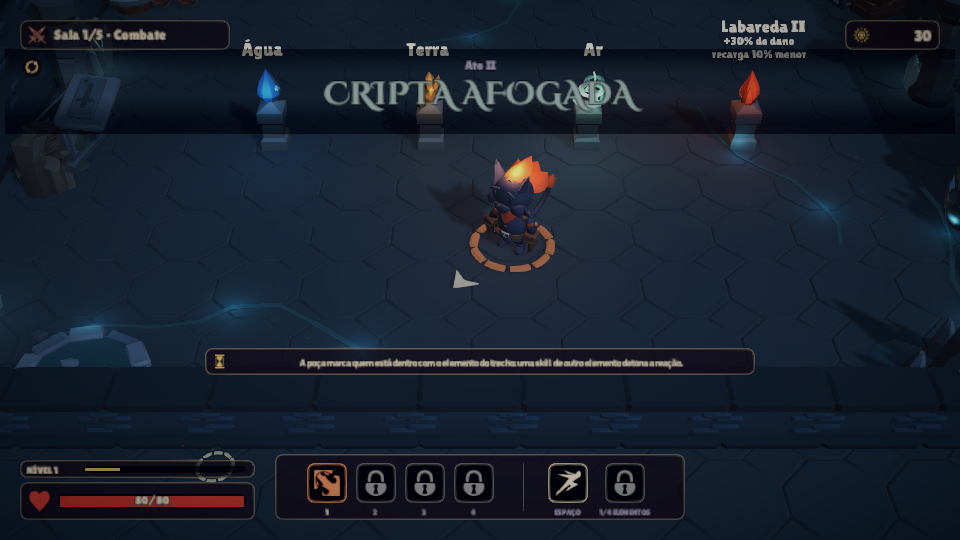 Sala 1/5 - Combate
Água
Terra
Ar
Labareda II
+30% de dano
recarga 10% menor
30
Ato II
CRIPTA AFOGADA
A poça marca quem está dentro com o elemento do trecho; uma skill de outro elemento detona a reação.
NÍVEL 1
80/80
1
2
3
4
ESPAÇO
1/4 ELEMENTOS